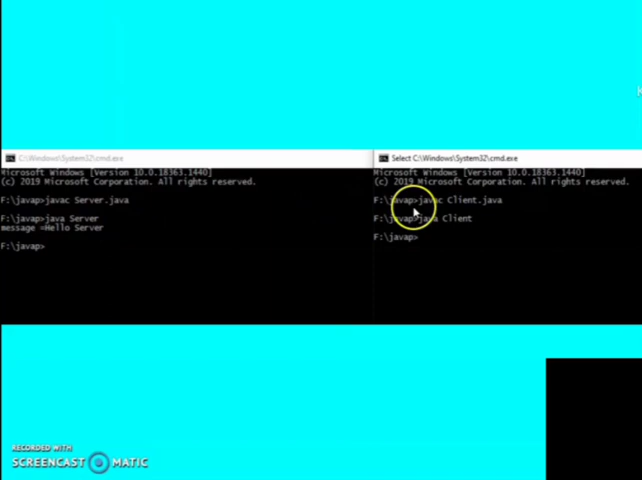 C:\Windows\System32\cmd.exe
Microsoft Windows [Version 10.0.18363.1440]
(c) 2019 Microsoft Corporation. All rights reserved.
F:\javap>javac Server.java
F:\javap>java Server
message =Hello Server
F:\javap>
Select C:\Windows\System32\cmd.exe
Microsoft Windows [Version 10.0.18363.1440]
(c) 2019 Microsoft Corporation. All rights reserved.
F:\javap>javac Client.java
F:\javap>java Client
F:\javap>
RECORDED WITH
SCREENCAST MATIC